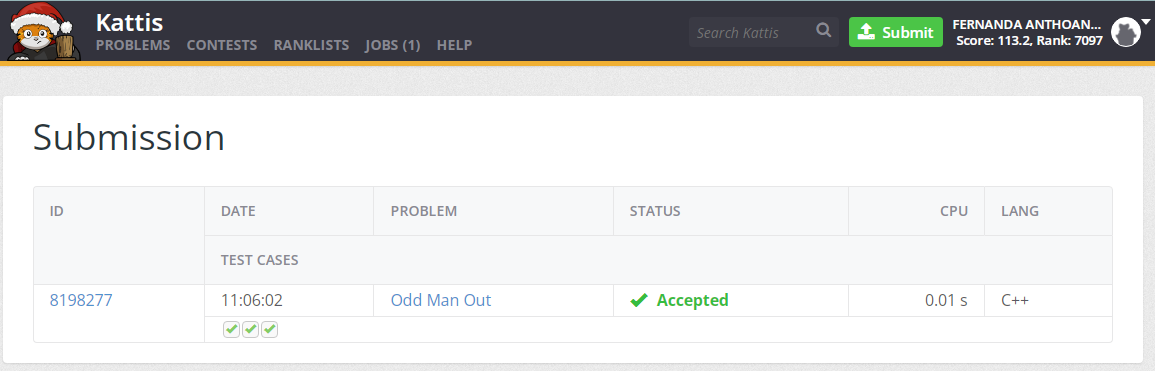 Kattis
PROBLEMS CONTESTS RANKLISTS JOBS (1) HELP
Search Kattis
Submit
FERNANDA ANTHOAN...
Score: 113.2, Rank: 7097
Submission
ID DATE PROBLEM STATUS CPU LANG
TEST CASES
8198277 11:06:02 Odd Man Out Accepted 0.01 s C++